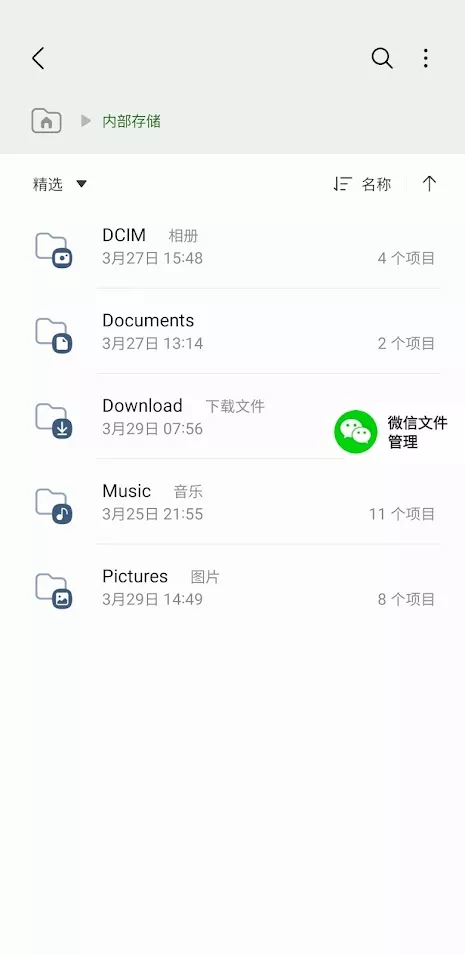 内部存储
精选 名称
DCIM 相册
3月27日 15:48 4 个项目
Documents
3月27日 13:14 2 个项目
Download 下载文件
3月29日 07:56
微信文件
管理
Music 音乐
3月25日 21:55 11 个项目
Pictures 图片
3月29日 14:49 8 个项目